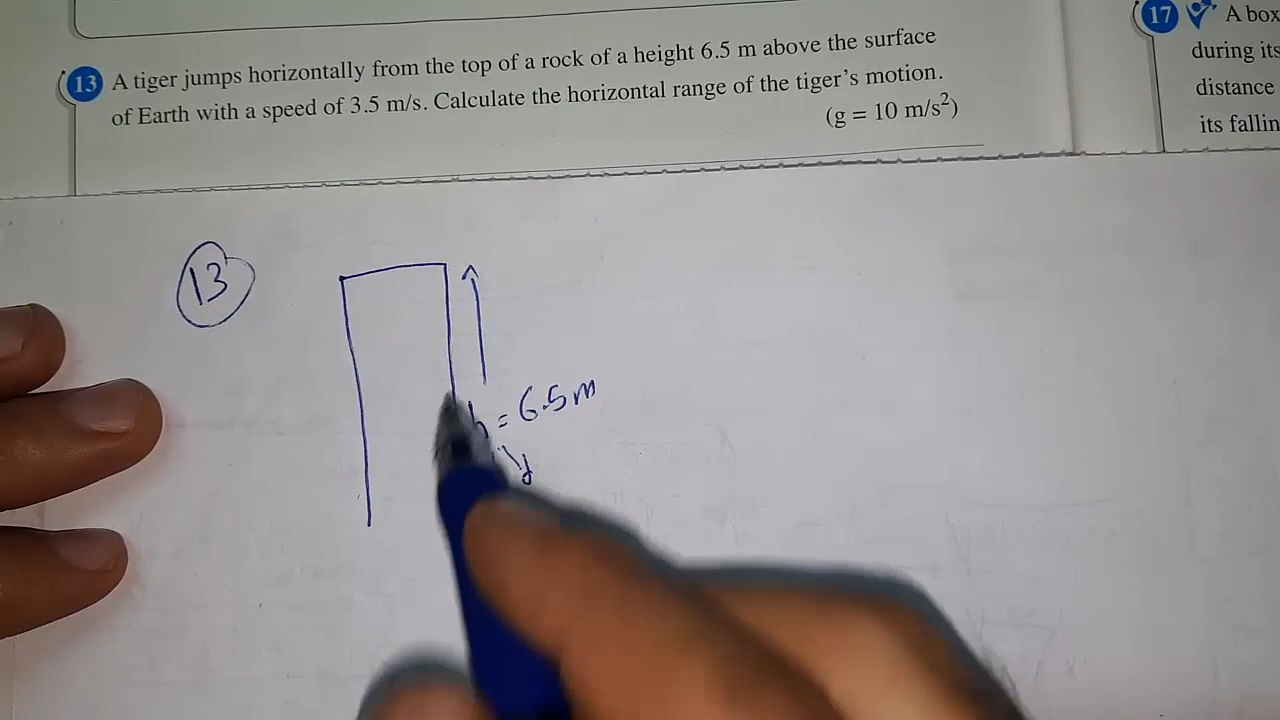 13 A tiger jumps horizontally from the top of a rock of a height 6.5 m above the surface
of Earth with a speed of 3.5 m/s. Calculate the horizontal range of the tiger's motion.
(g = 10 m/s²)
17 A box
during its
distance
its fallin
13
h = 6.5m